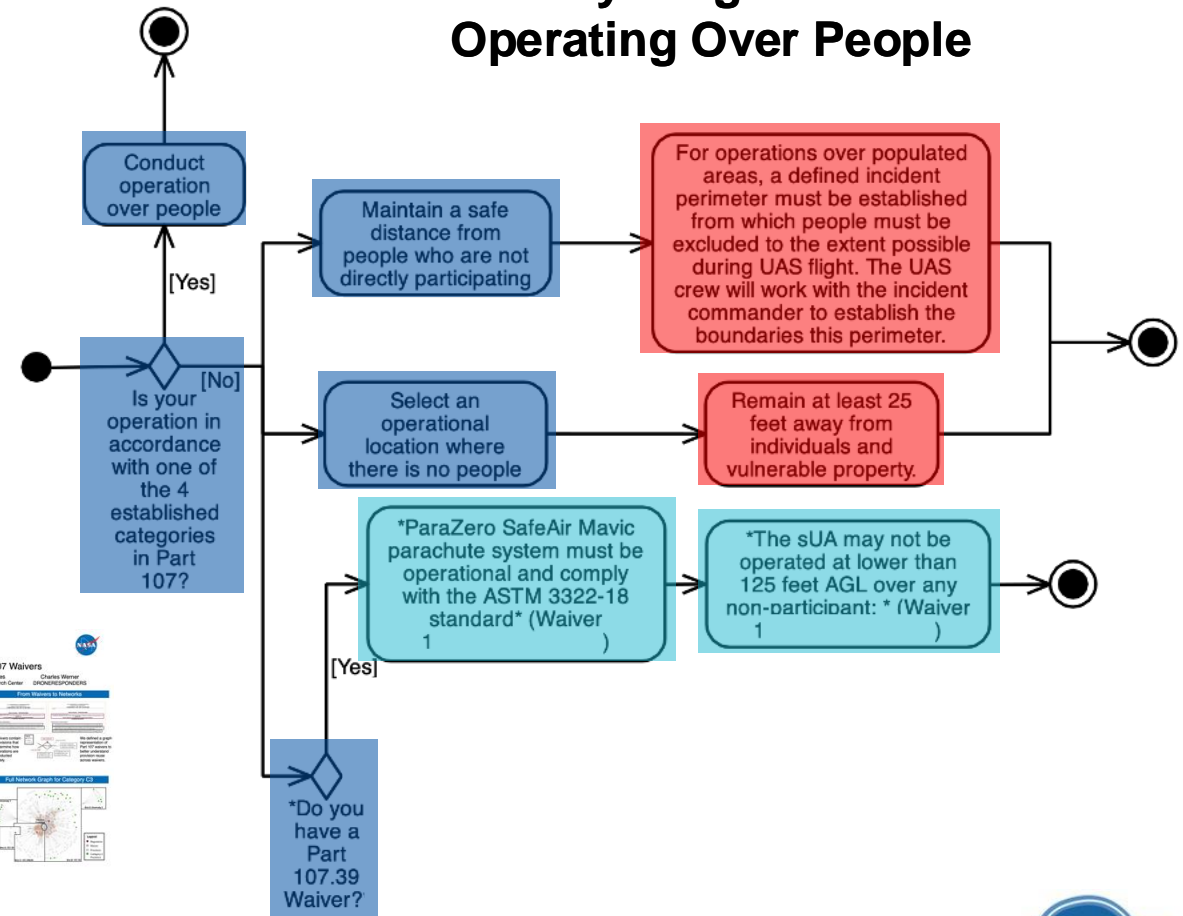 Operating Over People
Conduct
operation
over people
[Yes]
Is your
operation in
accordance
with one of
the 4
established
categories
in Part
107?
[No]
Maintain a safe
distance from
people who are not
directly participating
For operations over populated
areas, a defined incident
perimeter must be established
from which people must be
excluded to the extent possible
during UAS flight. The UAS
crew will work with the incident
commander to establish the
boundaries this perimeter.
Select an
operational
location where
there is no people
Remain at least 25
feet away from
individuals and
vulnerable property.
*ParaZero SafeAir Mavic
parachute system must be
operational and comply
with the ASTM 3322-18
standard* (Waiver
1 )
*The sUA may not be
operated at lower than
125 feet AGL over any
non-participant: * (Waiver
1 )
[Yes]
*Do you
have a
Part
107.39
Waiver?
NASA
07 Waivers
Charles Werner
DRONERESPONDERS
From Waivers to Networks
Full Network Graph for Category C3